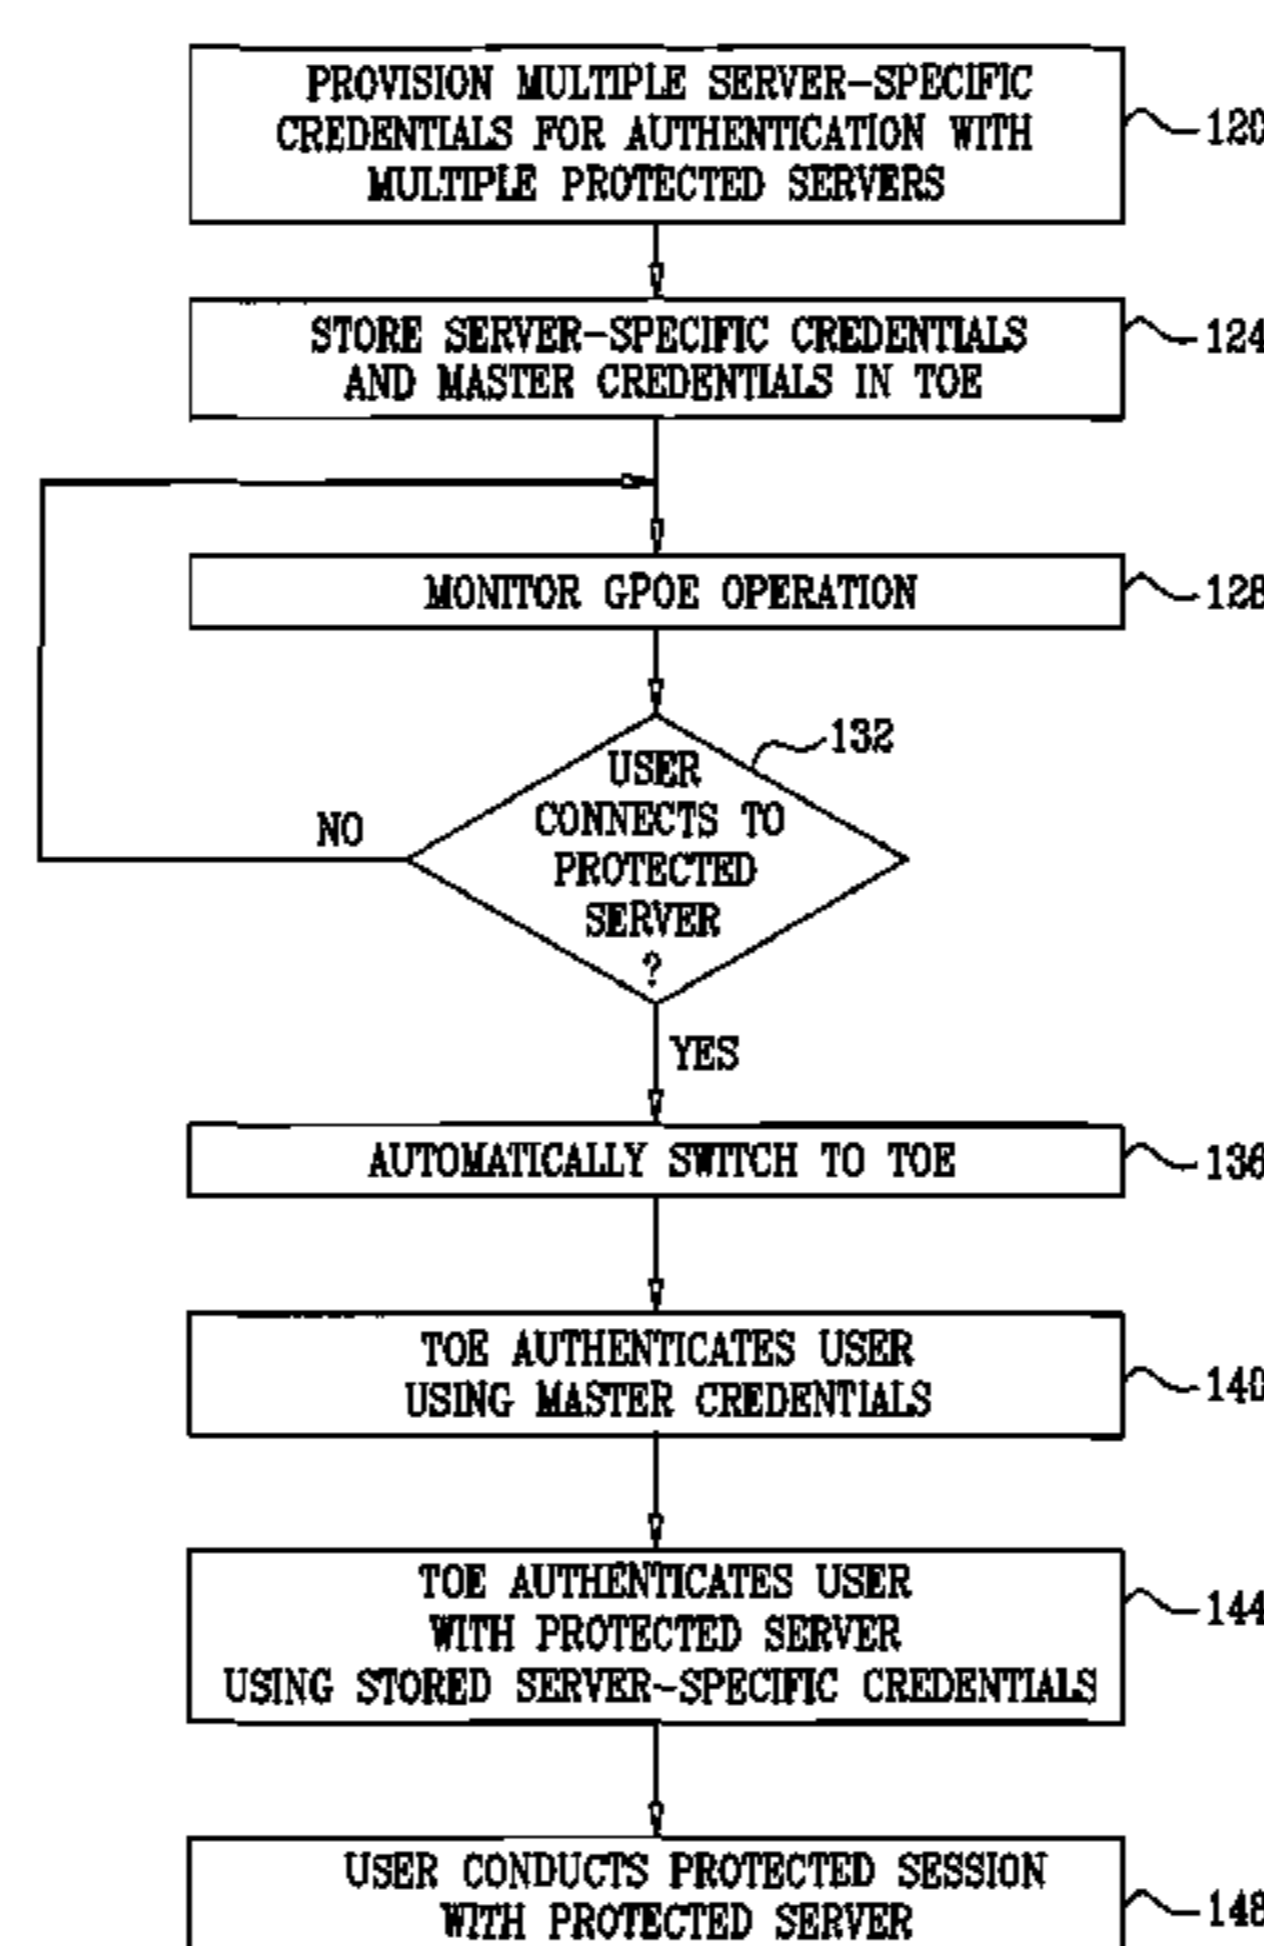 PROVISION MULTIPLE SERVER-SPECIFIC
CREDENTIALS FOR AUTHENTICATION WITH
MULTIPLE PROTECTED SERVERS
120
STORE SERVER-SPECIFIC CREDENTIALS
AND MASTER CREDENTIALS IN TOE
124
MONITOR GPOE OPERATION
128
132
USER
CONNECTS TO
PROTECTED
SERVER
?
NO
YES
AUTOMATICALLY SWITCH TO TOE
136
TOE AUTHENTICATES USER
USING MASTER CREDENTIALS
140
TOE AUTHENTICATES USER
WITH PROTECTED SERVER
USING STORED SERVER-SPECIFIC CREDENTIALS
144
USER CONDUCTS PROTECTED SESSION
WITH PROTECTED SERVER
148